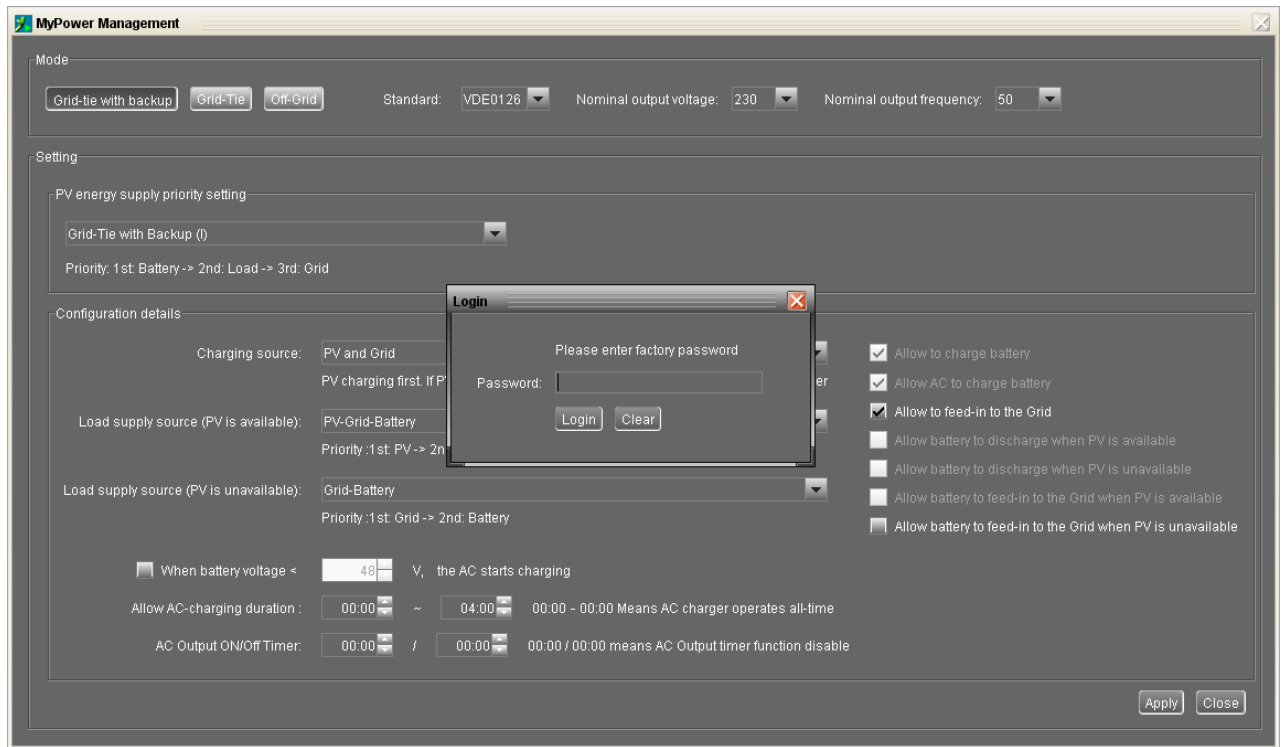 MyPower Management
Mode
Grid-tie with backup Grid-Tie Off-Grid Standard: VDE0126 Nominal output voltage: 230 Nominal output frequency: 50
Setting
PV energy supply priority setting
Grid-Tie with Backup (I)
Priority: 1st: Battery -> 2nd: Load -> 3rd: Grid
Configuration details
Login
Please enter factory password
Password:
Login Clear
Charging source: PV and Grid
PV charging first. If P er
Load supply source (PV is available): PV-Grid-Battery
Priority :1st: PV -> 2n
Load supply source (PV is unavailable): Grid-Battery
Priority :1st: Grid -> 2nd: Battery
Allow to charge battery
Allow AC to charge battery
Allow to feed-in to the Grid
Allow battery to discharge when PV is available
Allow battery to discharge when PV is unavailable
Allow battery to feed-in to the Grid when PV is available
Allow battery to feed-in to the Grid when PV is unavailable
When battery voltage < 48 V, the AC starts charging
Allow AC-charging duration : 00:00 ~ 04:00 00:00 - 00:00 Means AC charger operates all-time
AC Output ON/Off Timer: 00:00 / 00:00 00:00 / 00:00 means AC Output timer function disable
Apply Close